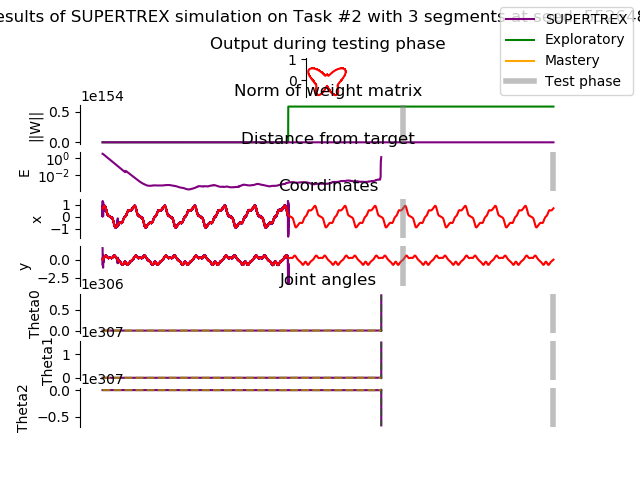 esults of SUPERTREX simulation on Task #2 with 3 segments at seed
SUPERTREX
Exploratory
Mastery
Test phase
Output during testing phase
1
0
Norm of weight matrix
1e154
0.5
0.0
||W||
Distance from target
10⁰
10⁻²
E
Coordinates
1
0
−1
x
0.0
−2.5
y
Joint angles
1e306
0.5
0.0
Theta0
1e307
1
0
Theta1
1e307
0.0
−0.5
Theta2